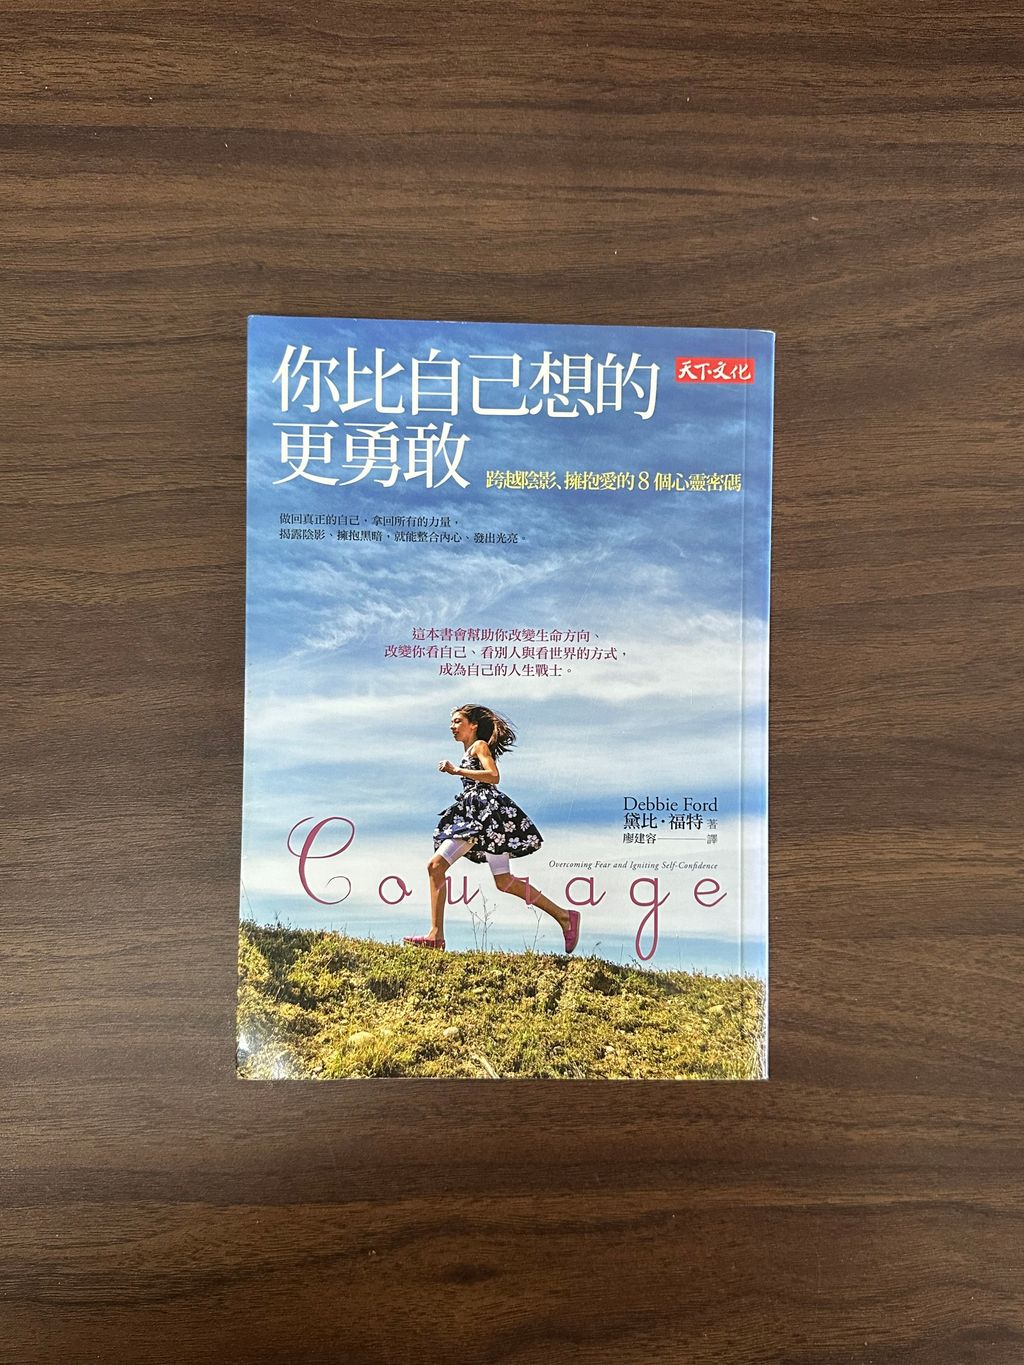 你比自己想的
天下文化
更勇敢
跨越陰影、擁抱愛的8個心靈密碼
做回真正的自己，拿回所有的力量，
揭露陰影、擁抱黑暗，就能整合內心、發出光亮。
這本書會幫助你改變生命方向、
改變你看自己、看別人與看世界的方式，
成為自己的人生戰士。
Debbie Ford
黛比·福特 著
廖建容——譯
Overcoming Fear and Igniting Self-Confidence
Courage